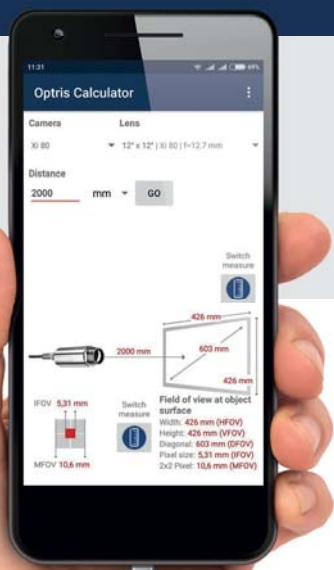 11:31
69%
Optris Calculator
Camera Lens
Xi 80 12° x 12° | Xi 80 | f=12.7 mm
Distance
2000 mm GO
Switch
measure
426 mm
2000 mm
603 mm
426 mm
IFOV 5,31 mm
MFOV 10,6 mm
Switch
measure
Field of view at object
surface
Width: 426 mm (HFOV)
Height: 426 mm (VFOV)
Diagonal: 603 mm (DFOV)
Pixel size: 5,31 mm (IFOV)
2x2 Pixel: 10,6 mm (MFOV)